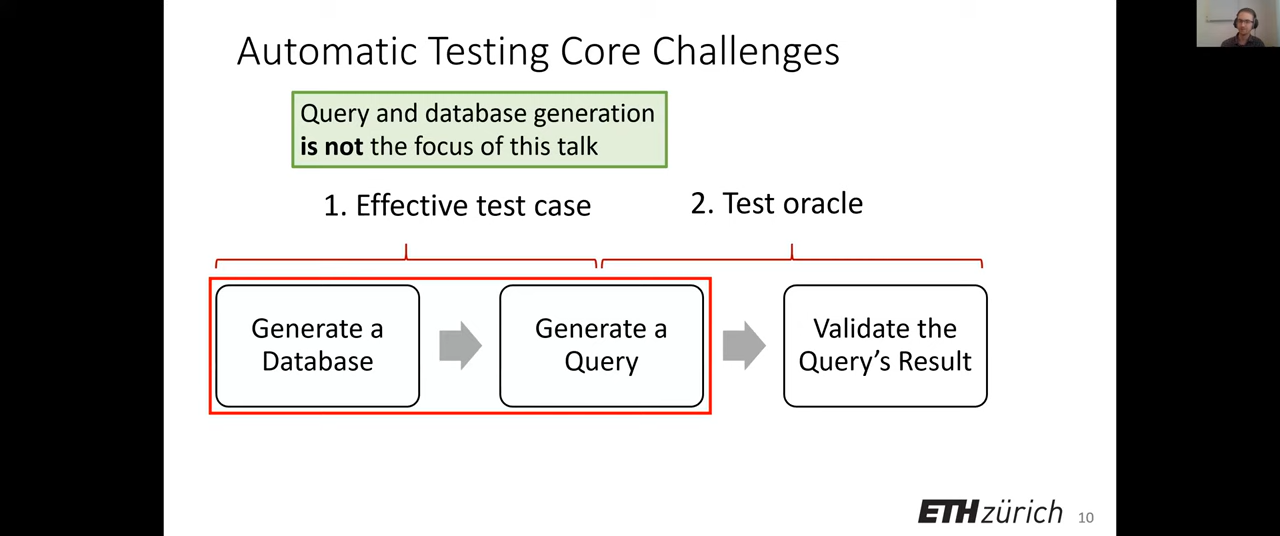 Automatic Testing Core Challenges
Query and database generation
is not the focus of this talk
1. Effective test case
2. Test oracle
Generate a
Database
Generate a
Query
Validate the
Query's Result
ETH zürich
10